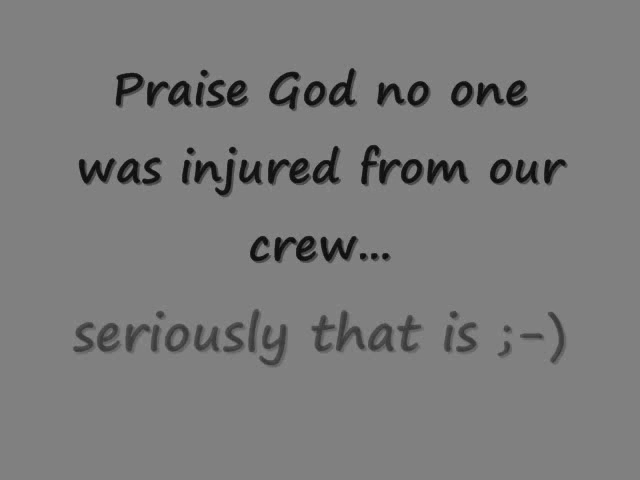 Praise God no one
was injured from our
crew...
seriously that is ;-)